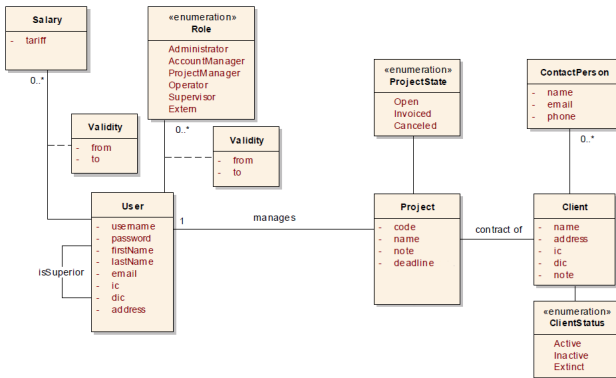 Salary
- tariff
0..*
«enumeration»
Role
Administrator
AccountManager
ProjectManager
Operator
Supervisor
Extern
0..*
Validity
- from
- to
Validity
- from
- to
«enumeration»
ProjectState
Open
Invoiced
Canceled
ContactPerson
- name
- email
- phone
0..*
User
- username
- password
- firstName
- lastName
- email
- ic
- dic
- address
isSuperior
1
manages
Project
- code
- name
- note
- deadline
contract of
Client
- name
- address
- ic
- dic
- note
«enumeration»
ClientStatus
Active
Inactive
Extinct